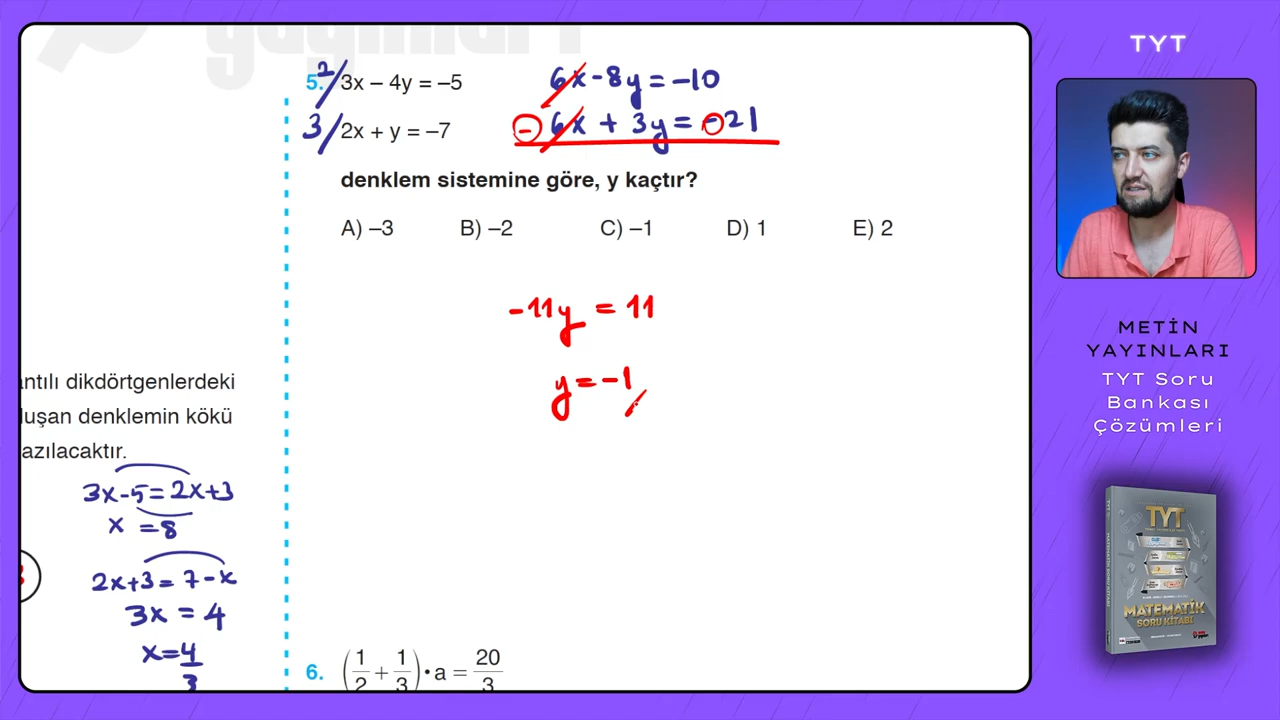 yayınları
5. 3x – 4y = –5
2/
2x + y = –7
3/
6x - 8y = -10
- 6x + 3y = -21
denklem sistemine göre, y kaçtır?
A) –3 B) –2 C) –1 D) 1 E) 2
-11y = 11
y = -1
antılı dikdörtgenlerdeki
luşan denklemin kökü
azılacaktır.
3x-5=2x+3
x = 8
2x+3=7-x
3x = 4
x=4/3
6. (1/2 + 1/3) • a = 20/3
TYT
METİN
YAYINLARI
TYT Soru
Bankası
Çözümleri
TYT
MATEMATİK
SORU KİTABI